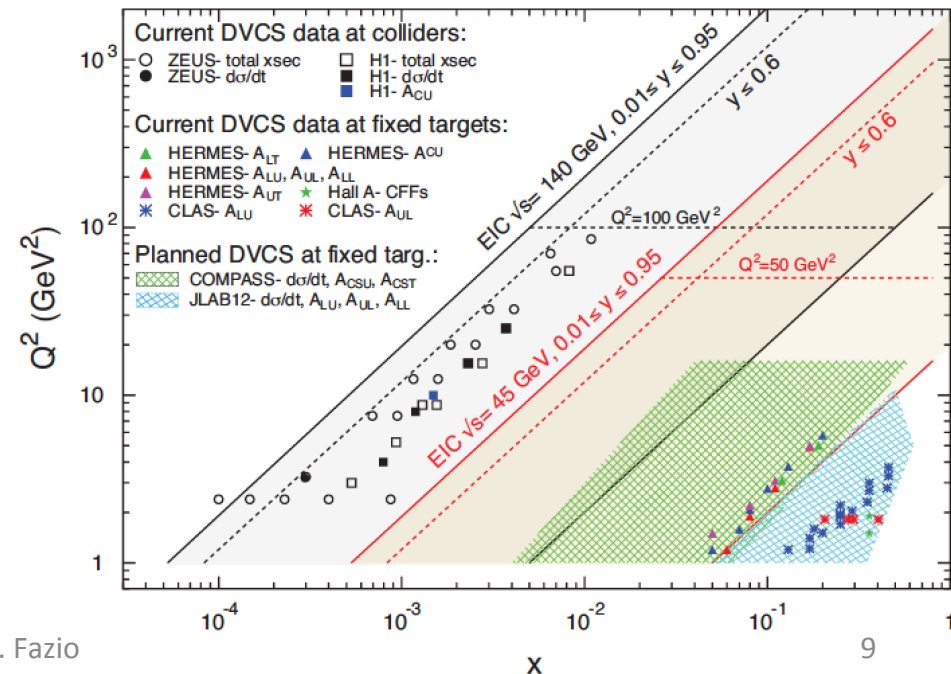 Current DVCS data at colliders:
○ ZEUS- total xsec □ H1- total xsec
● ZEUS- dσ/dt ■ H1- dσ/dt
■ H1- A_CU
Current DVCS data at fixed targets:
▲ HERMES- A_LT ▲ HERMES- A^CU
▲ HERMES- A_LU, A_UL, A_LL
▲ HERMES- A_UT ★ Hall A- CFFs
✱ CLAS- A_LU ✱ CLAS- A_UL
Planned DVCS at fixed targ.:
COMPASS- dσ/dt, A_CSU, A_CST
JLAB12- dσ/dt, A_LU, A_UL, A_LL
EIC √s= 140 GeV, 0.01≤ y ≤ 0.95
y ≤ 0.6
EIC √s= 45 GeV, 0.01≤ y ≤ 0.95
y ≤ 0.6
Q²=100 GeV²
Q²=50 GeV²
Q² (GeV²)
10³
10²
10
1
10⁻⁴ 10⁻³ 10⁻² 10⁻¹ 1
x
. Fazio
9